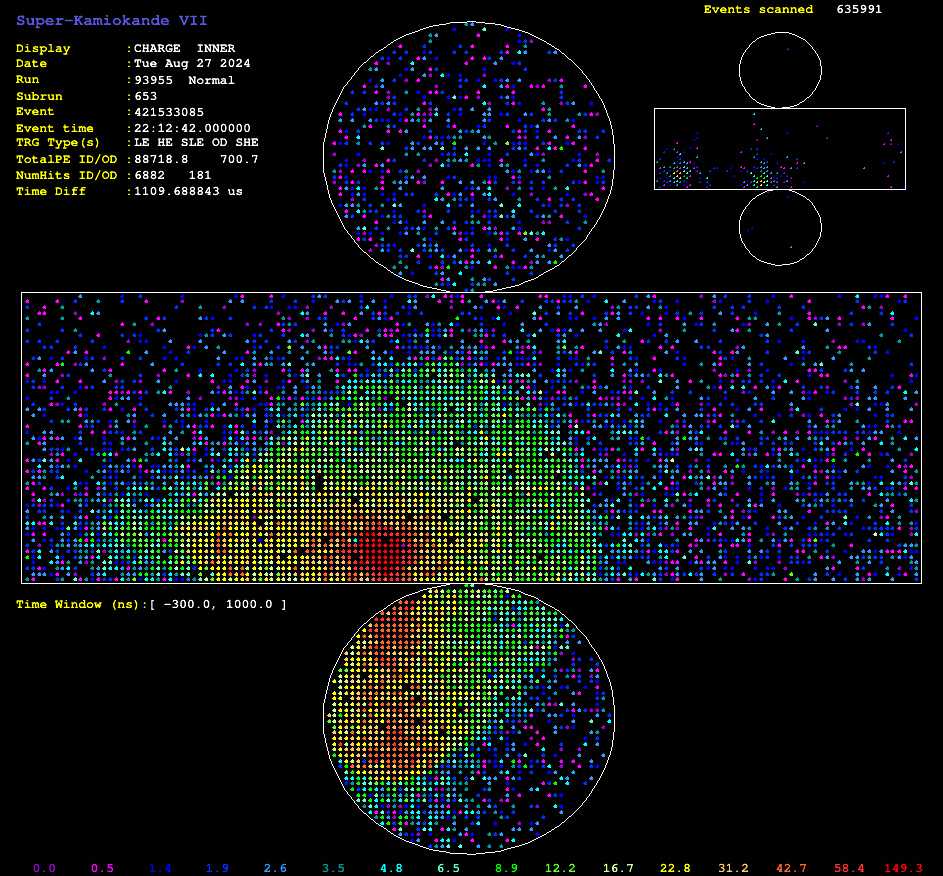 Super-Kamiokande VII
Events scanned 635991
Display :CHARGE INNER
Date :Tue Aug 27 2024
Run :93955 Normal
Subrun :653
Event :421533085
Event time :22:12:42.000000
TRG Type(s) :LE HE SLE OD SHE
TotalPE ID/OD :88718.8 700.7
NumHits ID/OD :6882 181
Time Diff :1109.688843 us
Time Window (ns):[ -300.0, 1000.0 ]
0.0 0.5 1.4 1.9 2.6 3.5 4.8 6.5 8.9 12.2 16.7 22.8 31.2 42.7 58.4 149.3